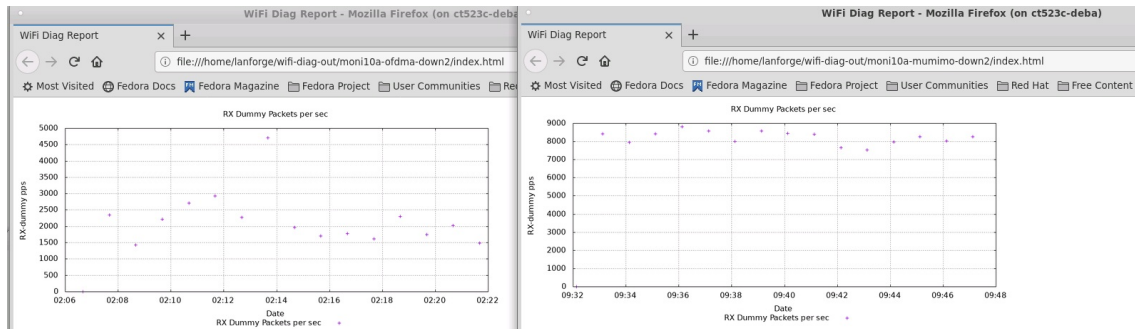 WiFi Diag Report - Mozilla Firefox (on ct523c-deba
WiFi Diag Report × +
file:///home/lanforge/wifi-diag-out/moni10a-ofdma-down2/index.html
Most Visited Fedora Docs Fedora Magazine Fedora Project User Communities Re
RX Dummy Packets per sec
5000
4500
4000
3500
3000
2500
2000
1500
1000
500
0
RX-dummy pps
02:06 02:08 02:10 02:12 02:14 02:16 02:18 02:20 02:22
Date
RX Dummy Packets per sec +
WiFi Diag Report - Mozilla Firefox (on ct523c-deba)
WiFi Diag Report × +
file:///home/lanforge/wifi-diag-out/moni10a-mumimo-down2/index.html
Most Visited Fedora Docs Fedora Magazine Fedora Project User Communities Red Hat Free Content
RX Dummy Packets per sec
9000
8000
7000
6000
5000
4000
3000
2000
1000
0
RX-dummy pps
09:32 09:34 09:36 09:38 09:40 09:42 09:44 09:46 09:48
Date
RX Dummy Packets per sec +